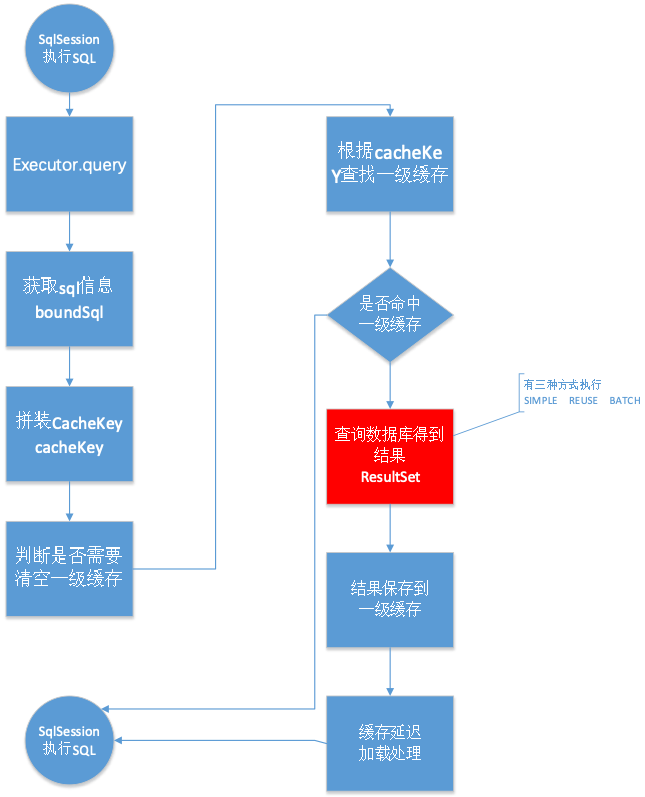 SqlSession
执行SQL
Executor.query
获取sql信息
boundSql
拼装CacheKey
cacheKey
判断是否需要
清空一级缓存
根据cacheKe
Y查找一级缓存
是否命中
一级缓存
有三种方式执行
SIMPLE REUSE BATCH
查询数据库得到
结果
ResultSet
结果保存到
一级缓存
缓存延迟
加载处理
SqlSession
执行SQL